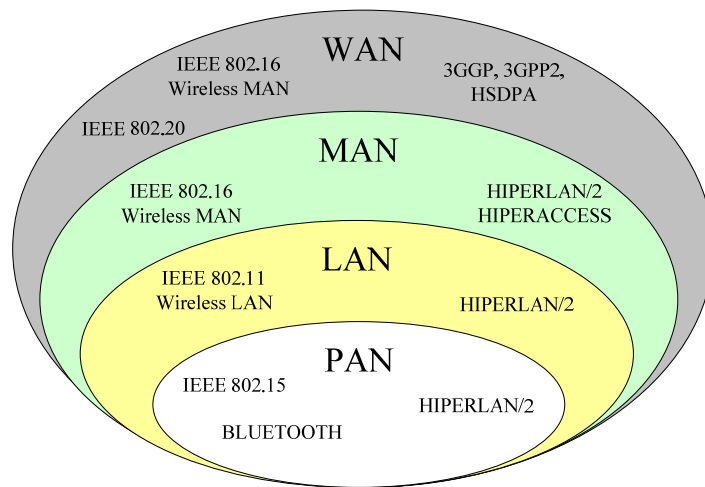 WAN
IEEE 802.16
Wireless MAN
3GGP, 3GPP2,
HSDPA
IEEE 802.20
MAN
IEEE 802.16
Wireless MAN
HIPERLAN/2
HIPERACCESS
LAN
IEEE 802.11
Wireless LAN
HIPERLAN/2
PAN
IEEE 802.15
HIPERLAN/2
BLUETOOTH